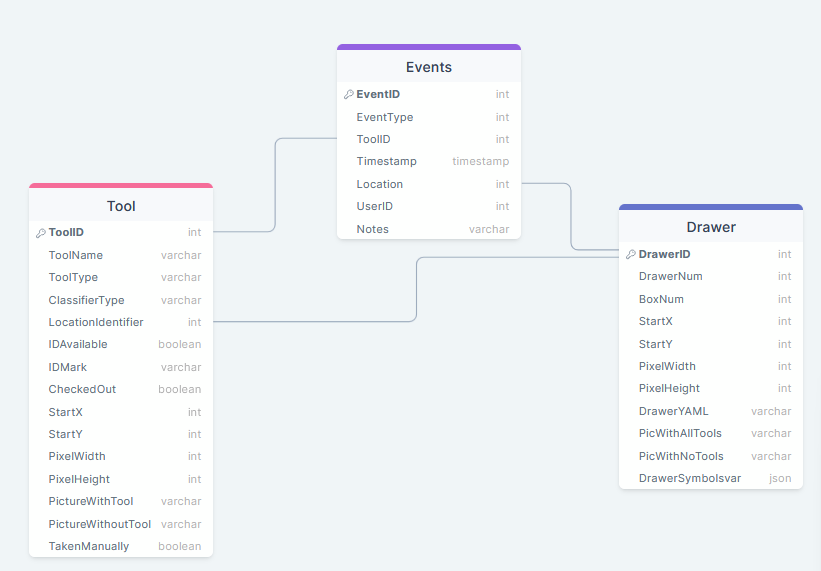 Events
EventID int
EventType int
ToolID int
Timestamp timestamp
Location int
UserID int
Notes varchar
Tool
ToolID int
ToolName varchar
ToolType varchar
ClassifierType varchar
LocationIdentifier int
IDAvailable boolean
IDMark varchar
CheckedOut boolean
StartX int
StartY int
PixelWidth int
PixelHeight int
PictureWithTool varchar
PictureWithoutTool varchar
TakenManually boolean
Drawer
DrawerID int
DrawerNum int
BoxNum int
StartX int
StartY int
PixelWidth int
PixelHeight int
DrawerYAML varchar
PicWithAllTools varchar
PicWithNoTools varchar
DrawerSymbolsvar json